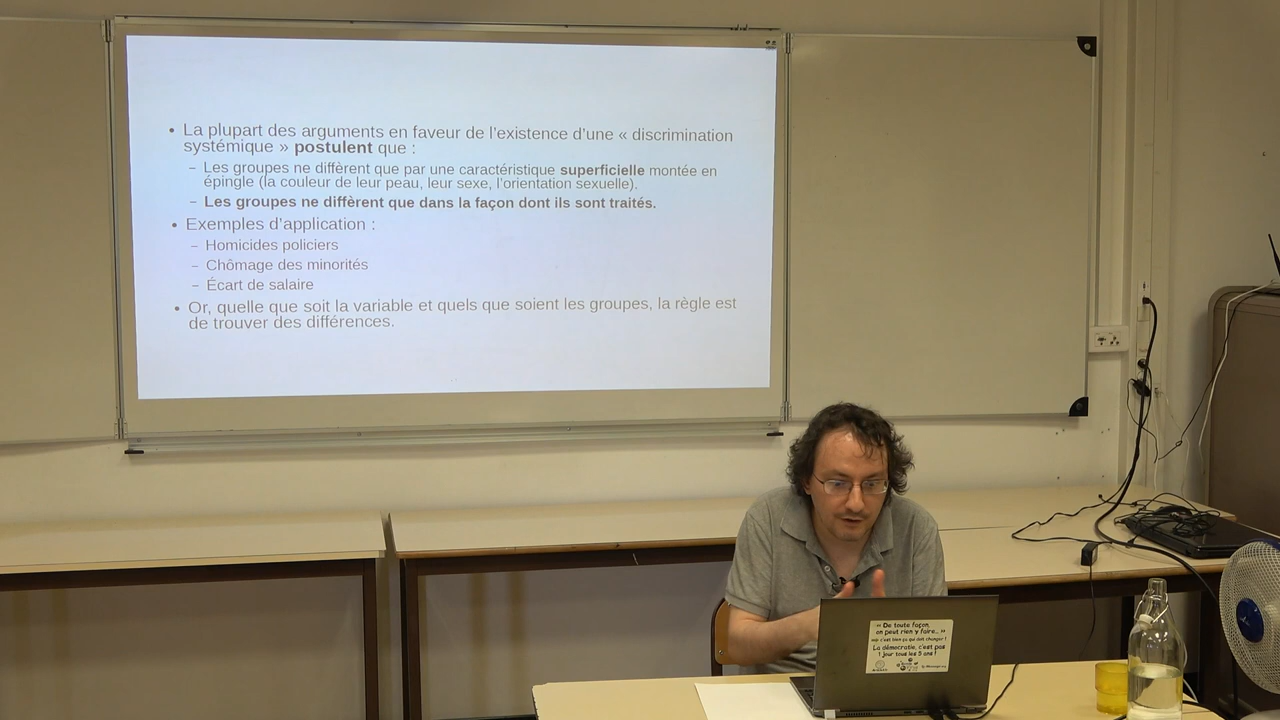 • La plupart des arguments en faveur de l'existence d'une « discrimination
systémique » postulent que :
– Les groupes ne diffèrent que par une caractéristique superficielle montée en
épingle (la couleur de leur peau, leur sexe, l'orientation sexuelle).
– Les groupes ne diffèrent que dans la façon dont ils sont traités.
• Exemples d'application :
– Homicides policiers
– Chômage des minorités
– Écart de salaire
• Or, quelle que soit la variable et quels que soient les groupes, la règle est
de trouver des différences.
« De toute façon,
on peut rien y faire... »
La démocratie, c'est pas
1 jour tous les 5 ans !